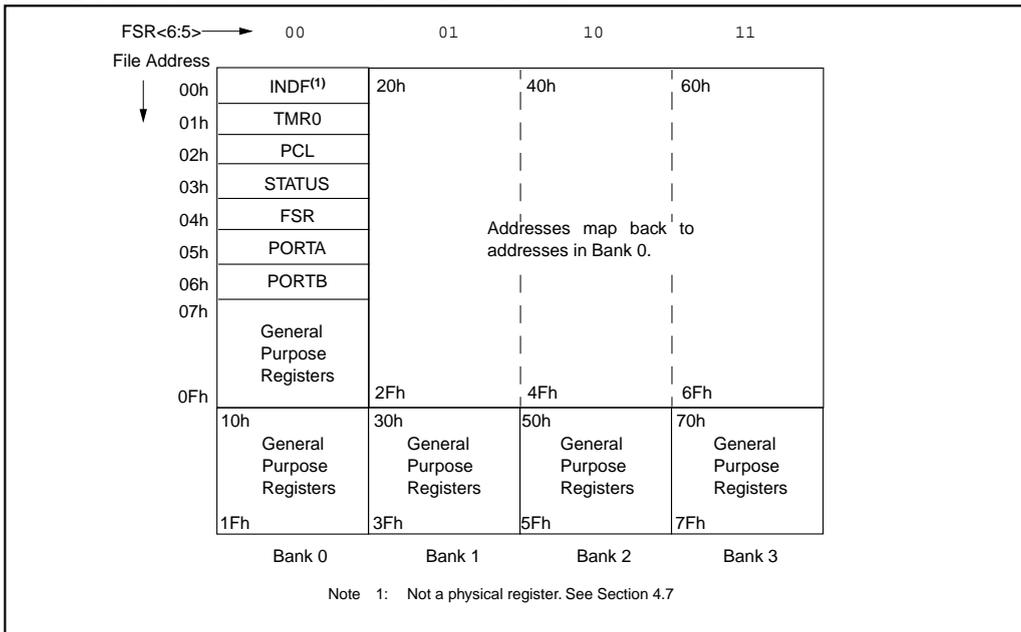 FSR<6:5> 00 01 10 11
File Address
00h INDF(1) 20h 40h 60h
01h TMR0
02h PCL
03h STATUS
04h FSR
Addresses map back to
05h PORTA addresses in Bank 0.
06h PORTB
07h
General
Purpose
Registers
0Fh 2Fh 4Fh 6Fh
10h 30h 50h 70h
General General General General
Purpose Purpose Purpose Purpose
Registers Registers Registers Registers
1Fh 3Fh 5Fh 7Fh
Bank 0 Bank 1 Bank 2 Bank 3
Note 1: Not a physical register. See Section 4.7